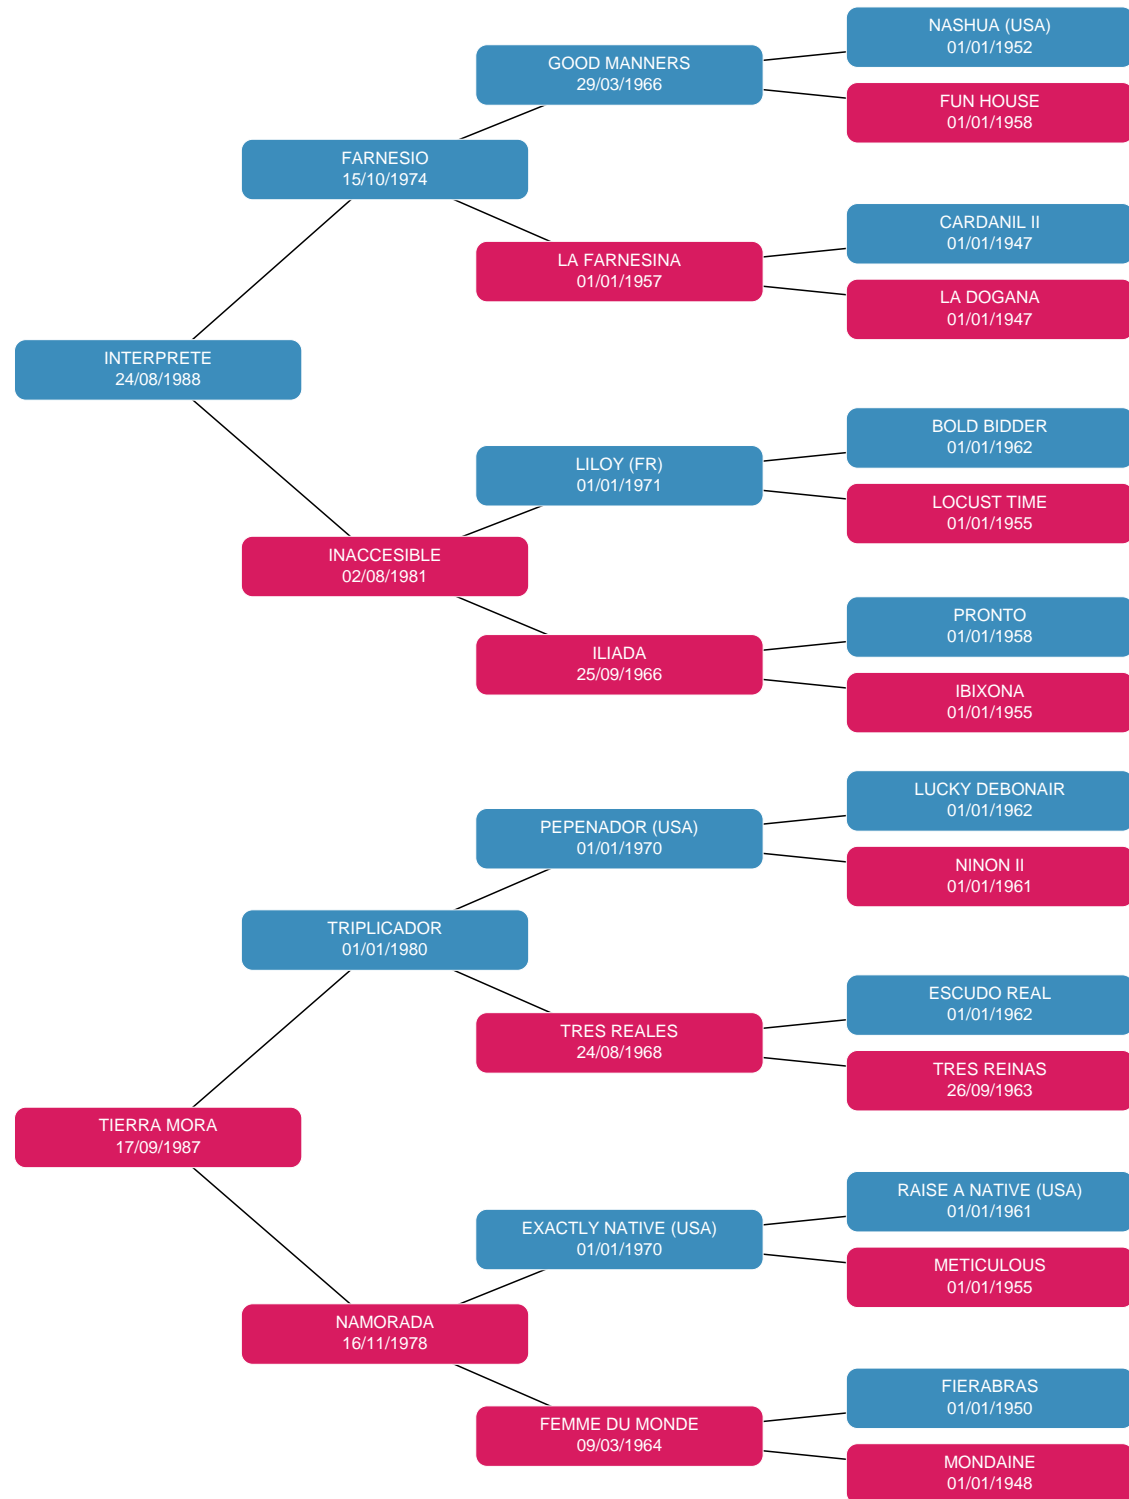 NASHUA (USA)
01/01/1952
GOOD MANNERS
29/03/1966
FUN HOUSE
01/01/1958
FARNESIO
15/10/1974
CARDANIL II
01/01/1947
LA FARNESINA
01/01/1957
LA DOGANA
01/01/1947
INTERPRETE
24/08/1988
BOLD BIDDER
01/01/1962
LILOY (FR)
01/01/1971
LOCUST TIME
01/01/1955
INACCESIBLE
02/08/1981
PRONTO
01/01/1958
ILIADA
25/09/1966
IBIXONA
01/01/1955
LUCKY DEBONAIR
01/01/1962
PEPENADOR (USA)
01/01/1970
NINON II
01/01/1961
TRIPLICADOR
01/01/1980
ESCUDO REAL
01/01/1962
TRES REALES
24/08/1968
TRES REINAS
26/09/1963
TIERRA MORA
17/09/1987
RAISE A NATIVE (USA)
01/01/1961
EXACTLY NATIVE (USA)
01/01/1970
METICULOUS
01/01/1955
NAMORADA
16/11/1978
FIERABRAS
01/01/1950
FEMME DU MONDE
09/03/1964
MONDAINE
01/01/1948